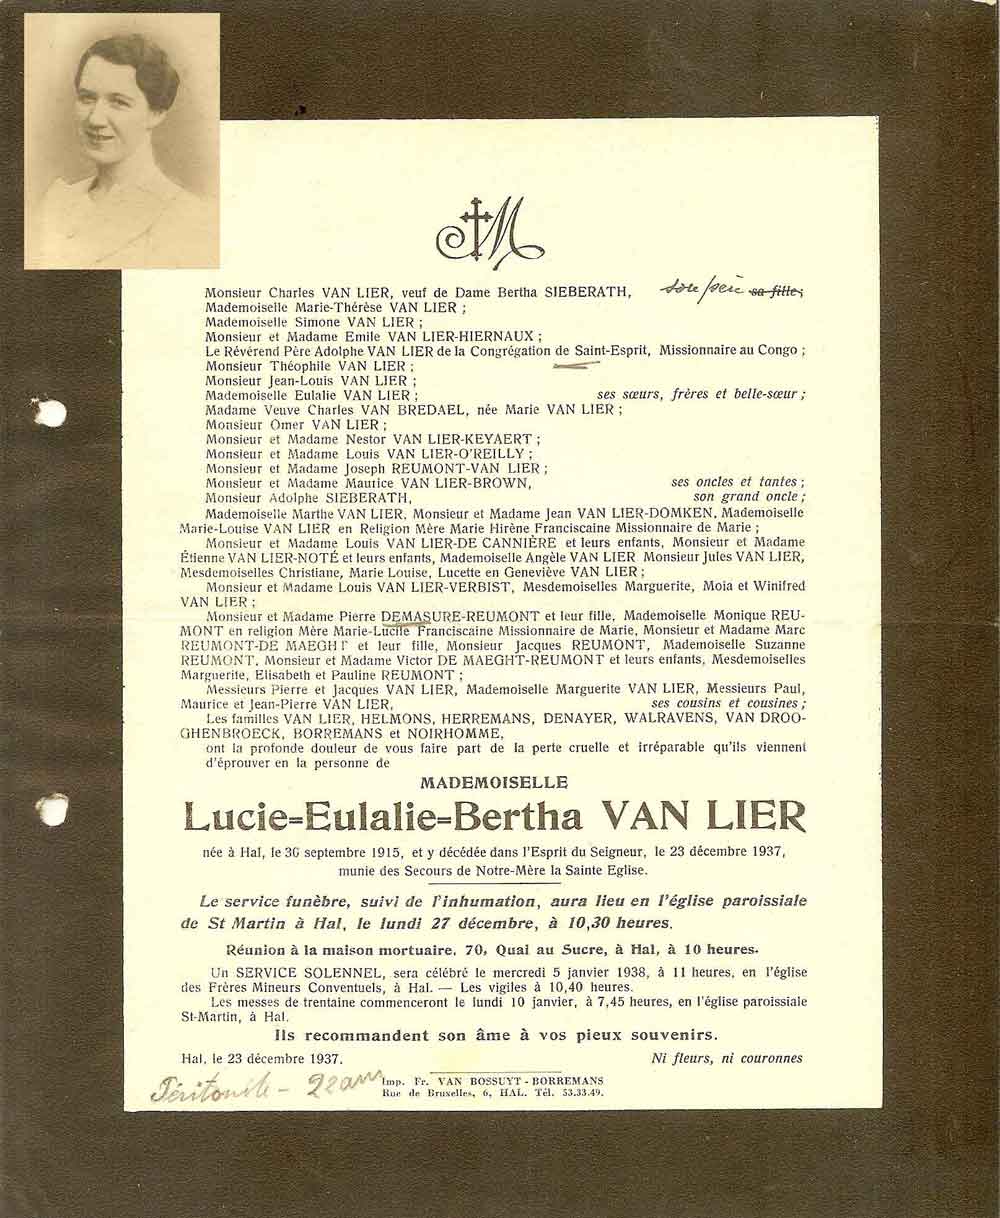 M
Monsieur Charles VAN LIER, veuf de Dame Bertha SIEBERATH, son père sa fille;
Mademoiselle Marie-Thérèse VAN LIER ;
Mademoiselle Simone VAN LIER ;
Monsieur et Madame Emile VAN LIER-HIERNAUX ;
Le Révérend Père Adolphe VAN LIER de la Congrégation de Saint-Esprit, Missionnaire au Congo ;
Monsieur Théophile VAN LIER ;
Monsieur Jean-Louis VAN LIER ;
Mademoiselle Eulalie VAN LIER ; ses sœurs, frères et belle-sœur ;
Madame Veuve Charles VAN BREDAEL, née Marie VAN LIER ;
Monsieur Omer VAN LIER ;
Monsieur et Madame Nestor VAN LIER-KEYAERT ;
Monsieur et Madame Louis VAN LIER-O'REILLY ;
Monsieur et Madame Joseph REUMONT-VAN LIER ;
Monsieur et Madame Maurice VAN LIER-BROWN, ses oncles et tantes ;
Monsieur Adolphe SIEBERATH, son grand oncle ;
Mademoiselle Marthe VAN LIER, Monsieur et Madame Jean VAN LIER-DOMKEN, Mademoiselle
Marie-Louise VAN LIER en Religion Mère Marie Hirène Franciscaine Missionnaire de Marie ;
Monsieur et Madame Louis VAN LIER-DE CANNIÈRE et leurs enfants, Monsieur et Madame
Étienne VAN LIER-NOTÉ et leurs enfants, Mademoiselle Angèle VAN LIER Monsieur Jules VAN LIER,
Mesdemoiselles Christiane, Marie Louise, Lucette en Geneviève VAN LIER ;
Monsieur et Madame Louis VAN LIER-VERBIST, Mesdemoiselles Marguerite, Moia et Winifred
VAN LIER ;
Monsieur et Madame Pierre DEMASURE-REUMONT et leur fille, Mademoiselle Monique REU-
MONT en religion Mère Marie-Lucile Franciscaine Missionnaire de Marie, Monsieur et Madame Marc
REUMONT-DE MAEGHT et leur fille, Monsieur Jacques REUMONT, Mademoiselle Suzanne
REUMONT, Monsieur et Madame Victor DE MAEGHT-REUMONT et leurs enfants, Mesdemoiselles
Marguerite, Elisabeth et Pauline REUMONT ;
Messieurs Pierre et Jacques VAN LIER, Mademoiselle Marguerite VAN LIER, Messieurs Paul,
Maurice et Jean-Pierre VAN LIER, ses cousins et cousines ;
Les familles VAN LIER, HELMONS, HERREMANS, DENAYER, WALRAVENS, VAN DROO-
GHENBROECK, BORREMANS et NOIRHOMME,
ont la profonde douleur de vous faire part de la perte cruelle et irréparable qu'ils viennent
d'éprouver en la personne de
MADEMOISELLE
Lucie=Eulalie=Bertha VAN LIER
née à Hal, le 30 septembre 1915, et y décédée dans l'Esprit du Seigneur, le 23 décembre 1937,
munie des Secours de Notre-Mère la Sainte Eglise.
Le service funèbre, suivi de l'inhumation, aura lieu en l'église paroissiale
de St Martin à Hal, le lundi 27 décembre, à 10,30 heures.
Réunion à la maison mortuaire, 70, Quai au Sucre, à Hal, à 10 heures.
Un SERVICE SOLENNEL, sera célébré le mercredi 5 janvier 1938, à 11 heures, en l'église
des Frères Mineurs Conventuels, à Hal. — Les vigiles à 10,40 heures.
Les messes de trentaine commenceront le lundi 10 janvier, à 7,45 heures, en l'église paroissiale
St-Martin, à Hal.
Ils recommandent son âme à vos pieux souvenirs.
Hal, le 23 décembre 1937. Ni fleurs, ni couronnes
Péritonite - 22 ans
Imp. Fr. VAN BOSSUYT - BORREMANS
Rue de Bruxelles, 6, HAL. Tél. 53.33.49.